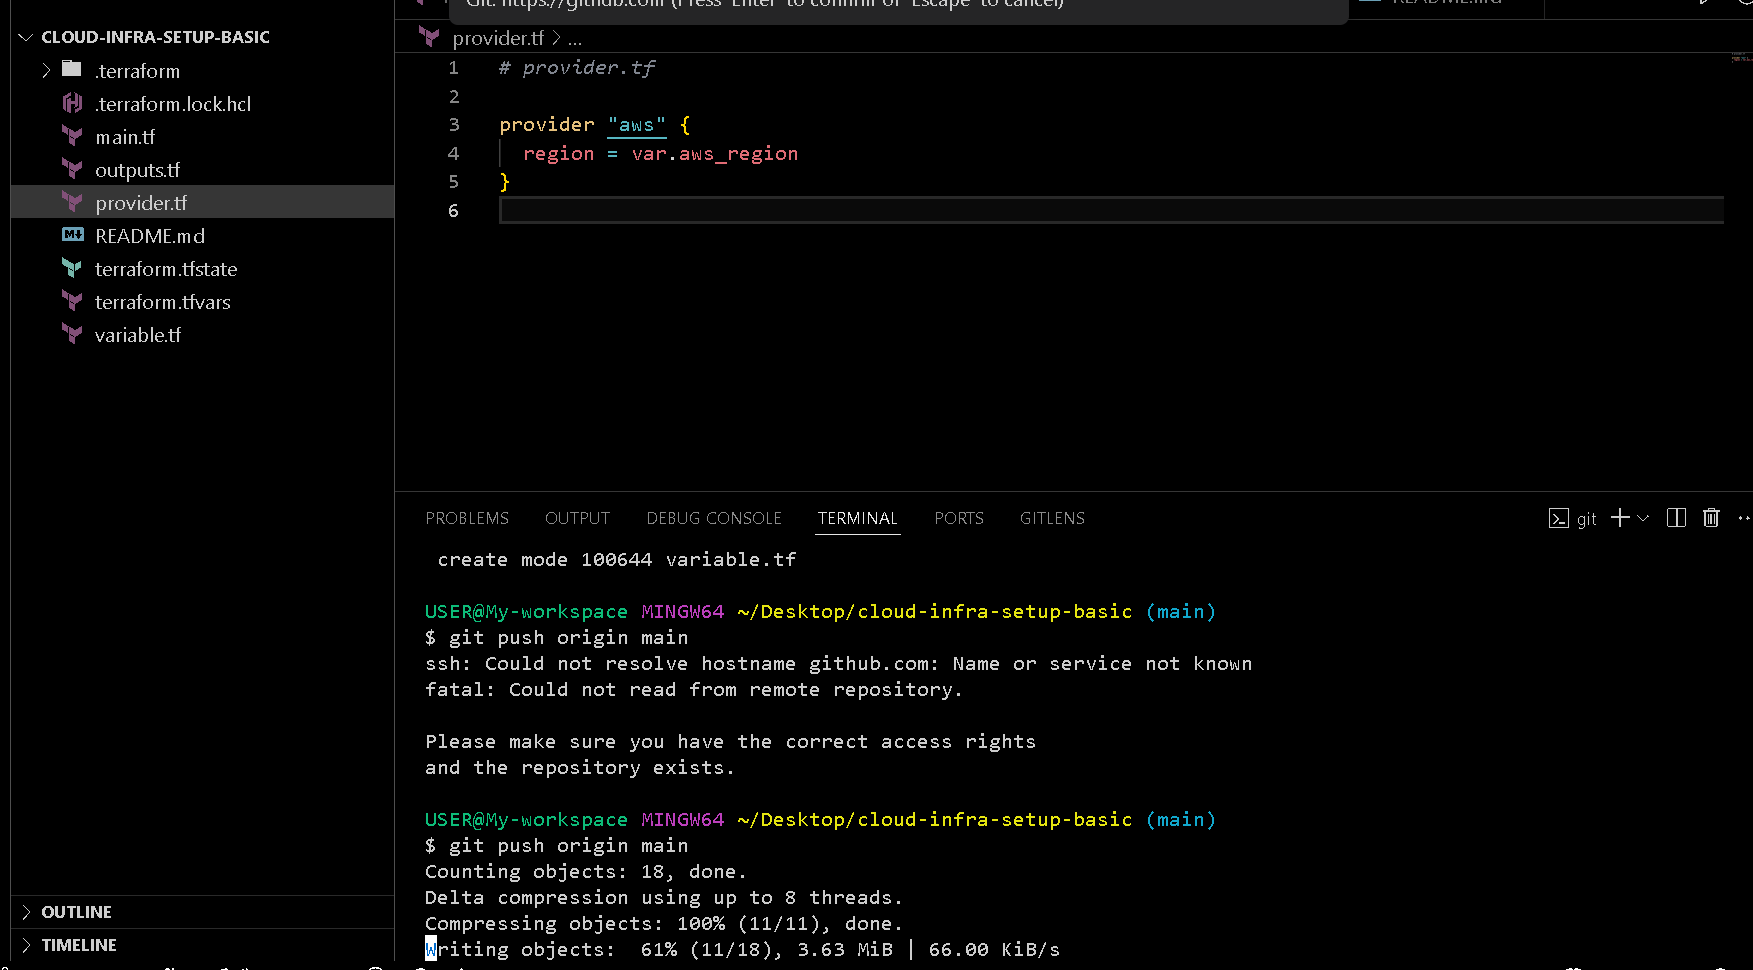 Git: https://github.com (Press 'Enter' to confirm or 'Escape' to cancel)
README.md
CLOUD-INFRA-SETUP-BASIC
.terraform
.terraform.lock.hcl
main.tf
outputs.tf
provider.tf
README.md
terraform.tfstate
terraform.tfvars
variable.tf
OUTLINE
TIMELINE
provider.tf > ...
1 # provider.tf
2
3 provider "aws" {
4 region = var.aws_region
5 }
6
PROBLEMS OUTPUT DEBUG CONSOLE TERMINAL PORTS GITLENS
git
create mode 100644 variable.tf
USER@My-workspace MINGW64 ~/Desktop/cloud-infra-setup-basic (main)
$ git push origin main
ssh: Could not resolve hostname github.com: Name or service not known
fatal: Could not read from remote repository.
Please make sure you have the correct access rights
and the repository exists.
USER@My-workspace MINGW64 ~/Desktop/cloud-infra-setup-basic (main)
$ git push origin main
Counting objects: 18, done.
Delta compression using up to 8 threads.
Compressing objects: 100% (11/11), done.
Writing objects:  61% (11/18), 3.63 MiB | 66.00 KiB/s